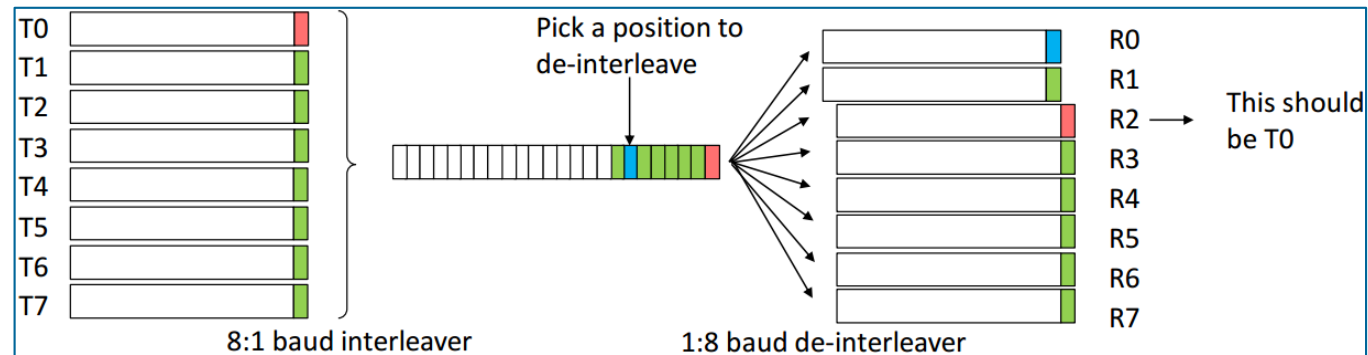 T0
T1
T2
T3
T4
T5
T6
T7
8:1 baud interleaver
Pick a position to
de-interleave
R0
R1
R2
R3
R4
R5
R6
R7
This should
be T0
1:8 baud de-interleaver